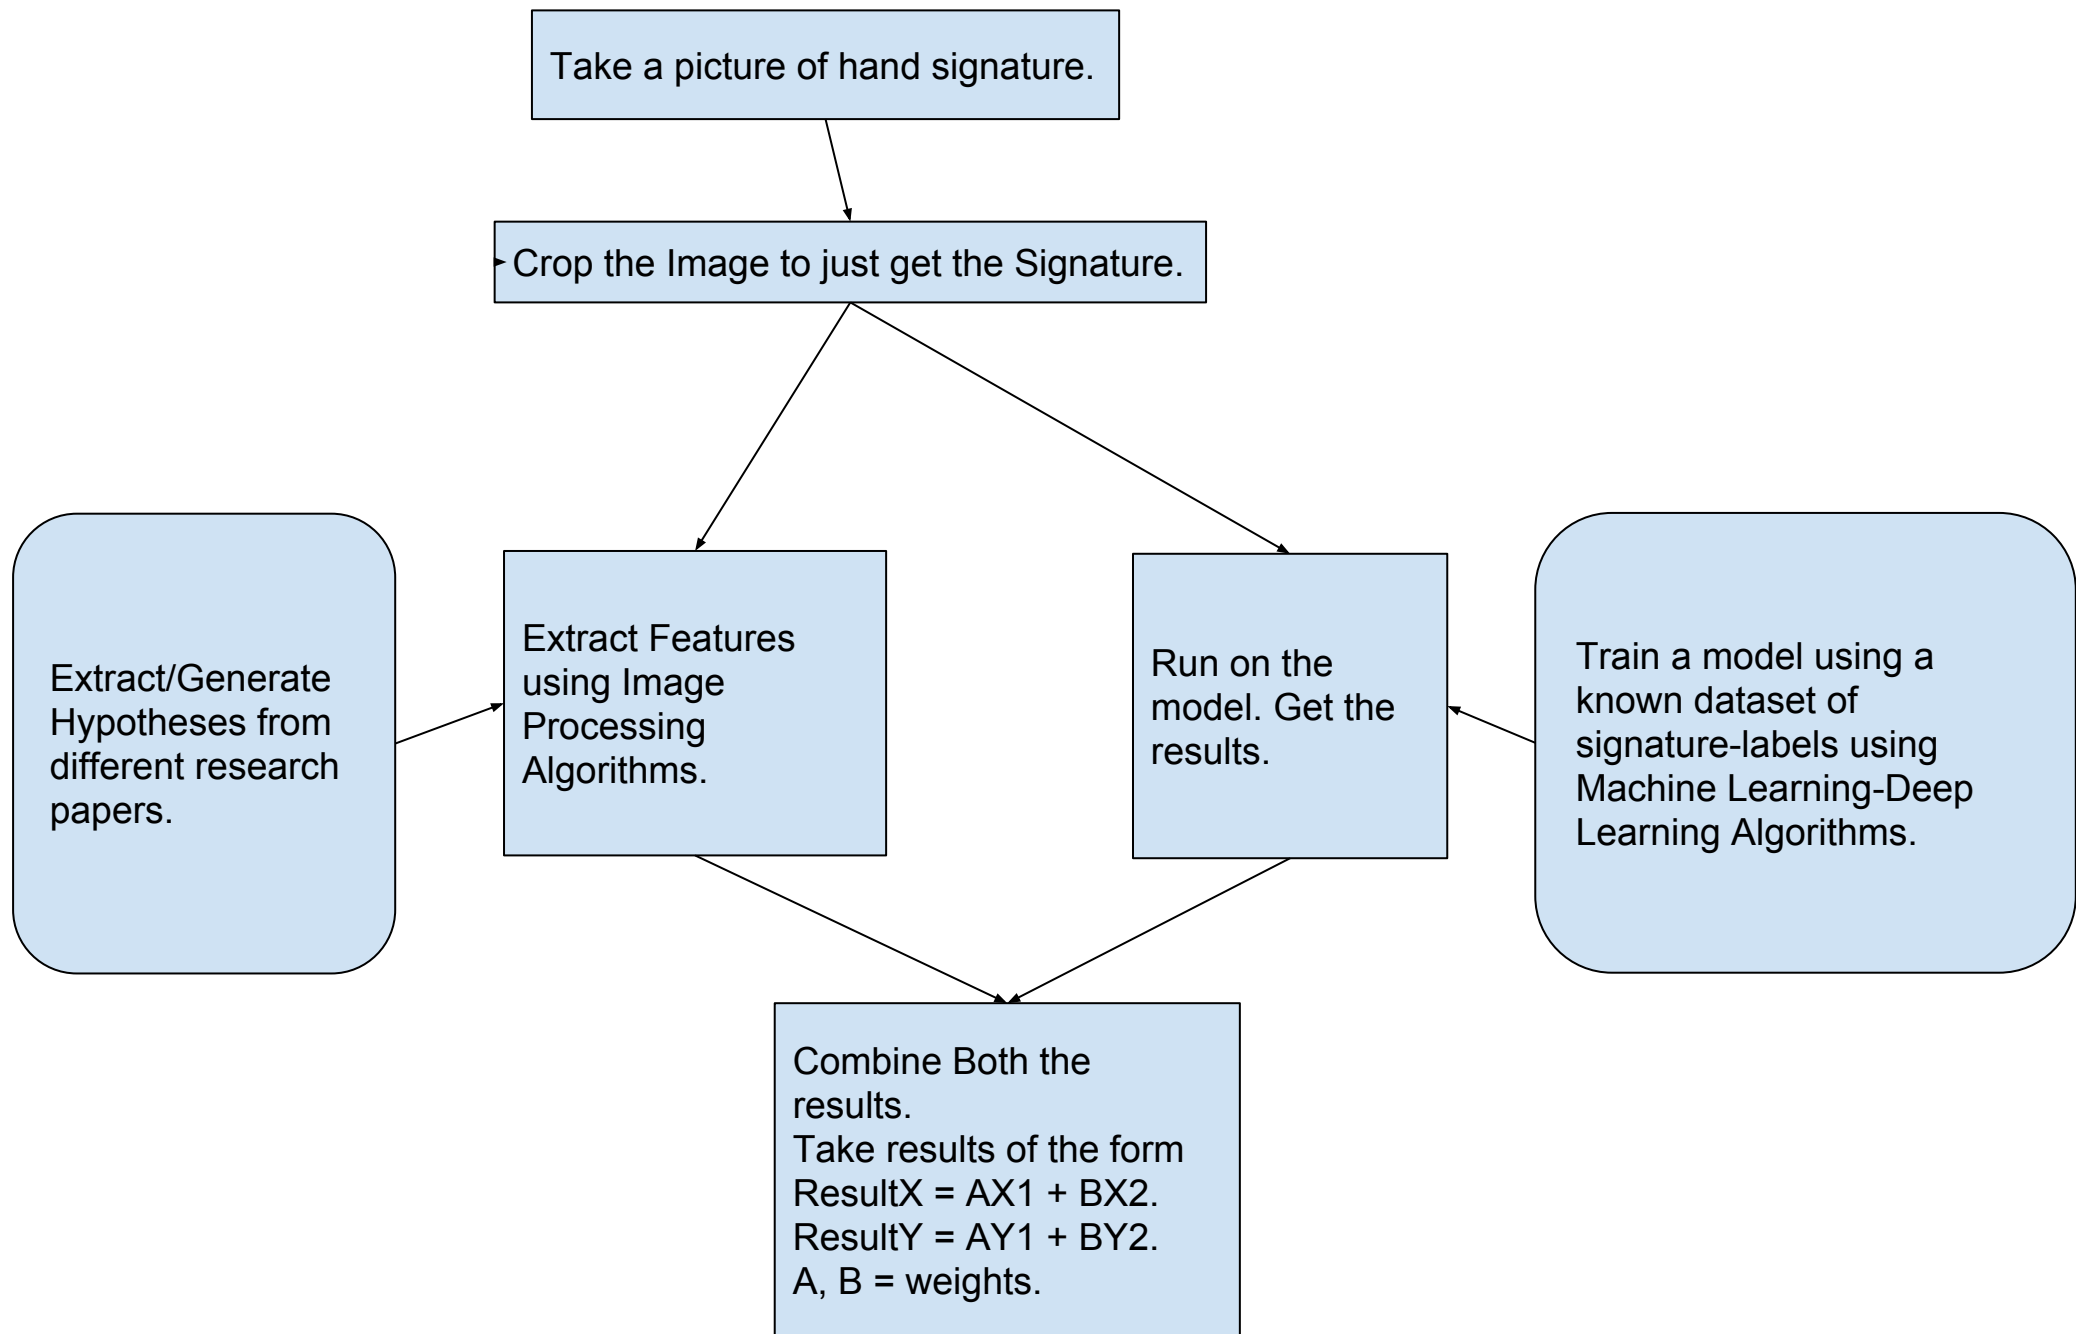 Take a picture of hand signature.
Crop the Image to just get the Signature.
Extract/Generate
Hypotheses from
different research
papers.
Extract Features
using Image
Processing
Algorithms.
Run on the
model. Get the
results.
Train a model using a
known dataset of
signature-labels using
Machine Learning-Deep
Learning Algorithms.
Combine Both the
results.
Take results of the form
ResultX = AX1 + BX2.
ResultY = AY1 + BY2.
A, B = weights.